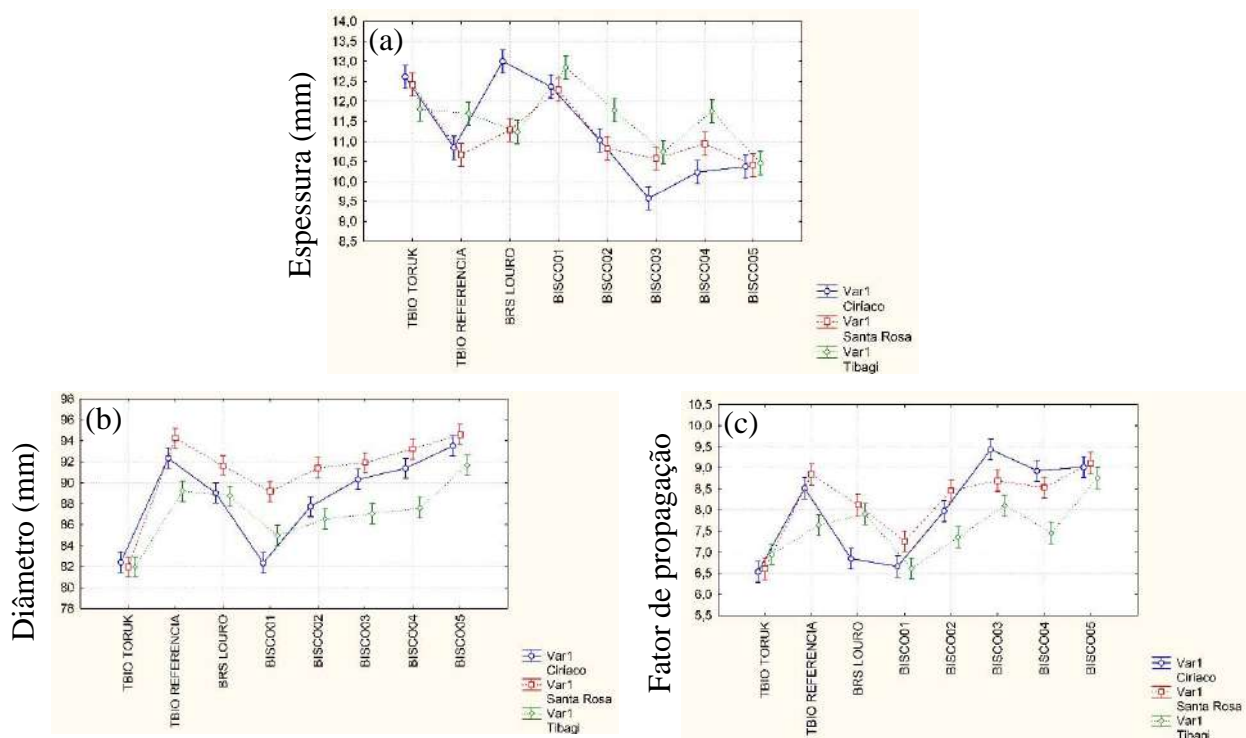 (a)
Espessura (mm)
14,0
13,5
13,0
12,5
12,0
11,5
11,0
10,5
10,0
9,5
9,0
8,5
TBIO TORUK
TBIO REFERENCIA
BRS LOURO
BISCO01
BISCO02
BISCO03
BISCO04
BISCO05
Var1
Ciríaco
Var1
Santa Rosa
Var1
Tibagi
(b)
Diâmetro (mm)
98
96
94
92
90
88
86
84
82
80
78
TBIO TORUK
TBIO REFERENCIA
BRS LOURO
BISCO01
BISCO02
BISCO03
BISCO04
BISCO05
Var1
Ciríaco
Var1
Santa Rosa
Var1
Tibagi
(c)
Fator de propagação
10,5
10,0
9,5
9,0
8,5
8,0
7,5
7,0
6,5
6,0
5,5
TBIO TORUK
TBIO REFERENCIA
BRS LOURO
BISCO01
BISCO02
BISCO03
BISCO04
BISCO05
Var1
Ciríaco
Var1
Santa Rosa
Var1
Tibagi